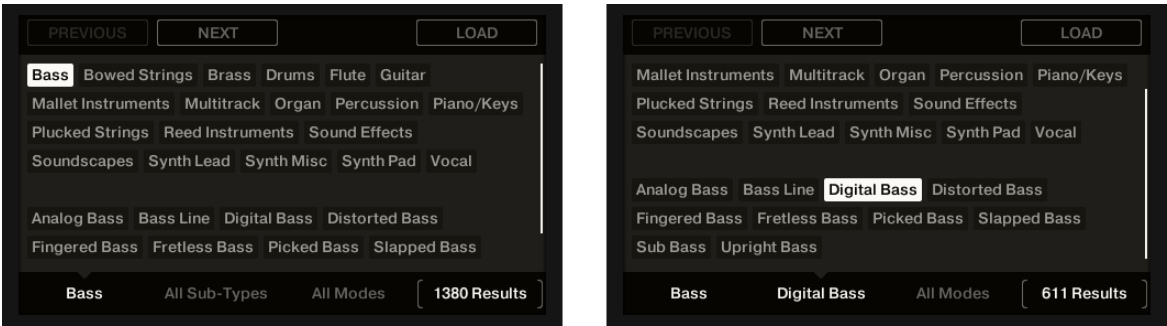 PREVIOUS NEXT LOAD
Bass Bowed Strings Brass Drums Flute Guitar
Mallet Instruments Multitrack Organ Percussion Piano/Keys
Plucked Strings Reed Instruments Sound Effects
Soundscapes Synth Lead Synth Misc Synth Pad Vocal
Analog Bass Bass Line Digital Bass Distorted Bass
Fingered Bass Fretless Bass Picked Bass Slapped Bass
Bass All Sub-Types All Modes 1380 Results
PREVIOUS NEXT LOAD
Mallet Instruments Multitrack Organ Percussion Piano/Keys
Plucked Strings Reed Instruments Sound Effects
Soundscapes Synth Lead Synth Misc Synth Pad Vocal
Analog Bass Bass Line Digital Bass Distorted Bass
Fingered Bass Fretless Bass Picked Bass Slapped Bass
Sub Bass Upright Bass
Bass Digital Bass All Modes 611 Results